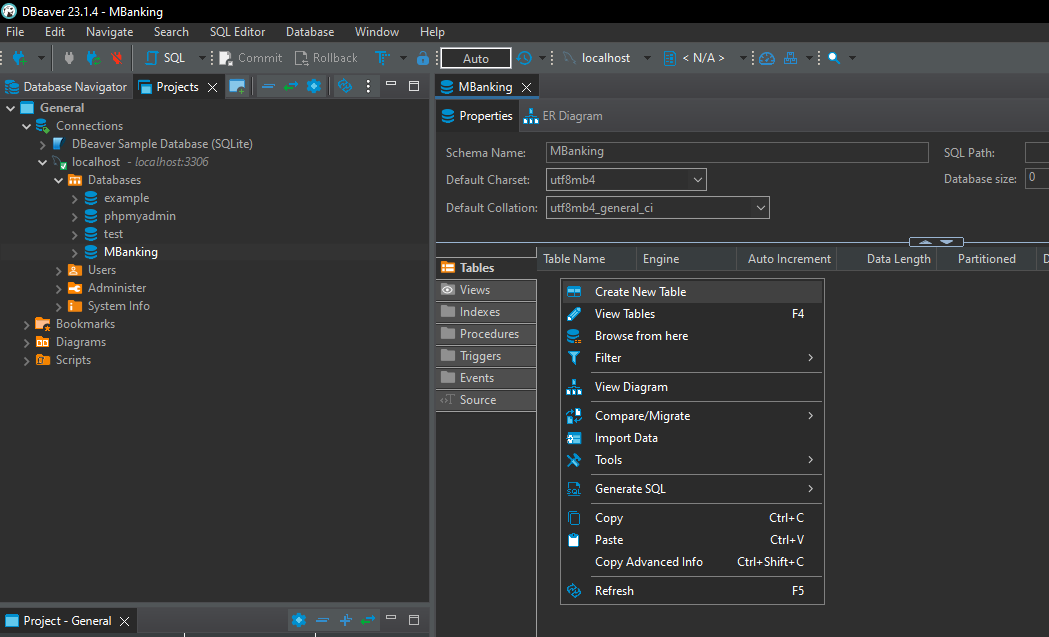 DBeaver 23.1.4 - MBanking
File Edit Navigate Search SQL Editor Database Window Help
SQL Commit Rollback Auto localhost < N/A >
Database Navigator Projects
General
Connections
DBeaver Sample Database (SQLite)
localhost - localhost:3306
Databases
example
phpmyadmin
test
MBanking
Users
Administer
System Info
Bookmarks
Diagrams
Scripts
Project - General
MBanking
Properties ER Diagram
Schema Name: MBanking SQL Path:
Default Charset: utf8mb4 Database size: 0
Default Collation: utf8mb4_general_ci
Tables
Views
Indexes
Procedures
Triggers
Events
Source
Table Name Engine Auto Increment Data Length Partitioned D
Create New Table
View Tables F4
Browse from here
Filter
View Diagram
Compare/Migrate
Import Data
Tools
Generate SQL
Copy Ctrl+C
Paste Ctrl+V
Copy Advanced Info Ctrl+Shift+C
Refresh F5